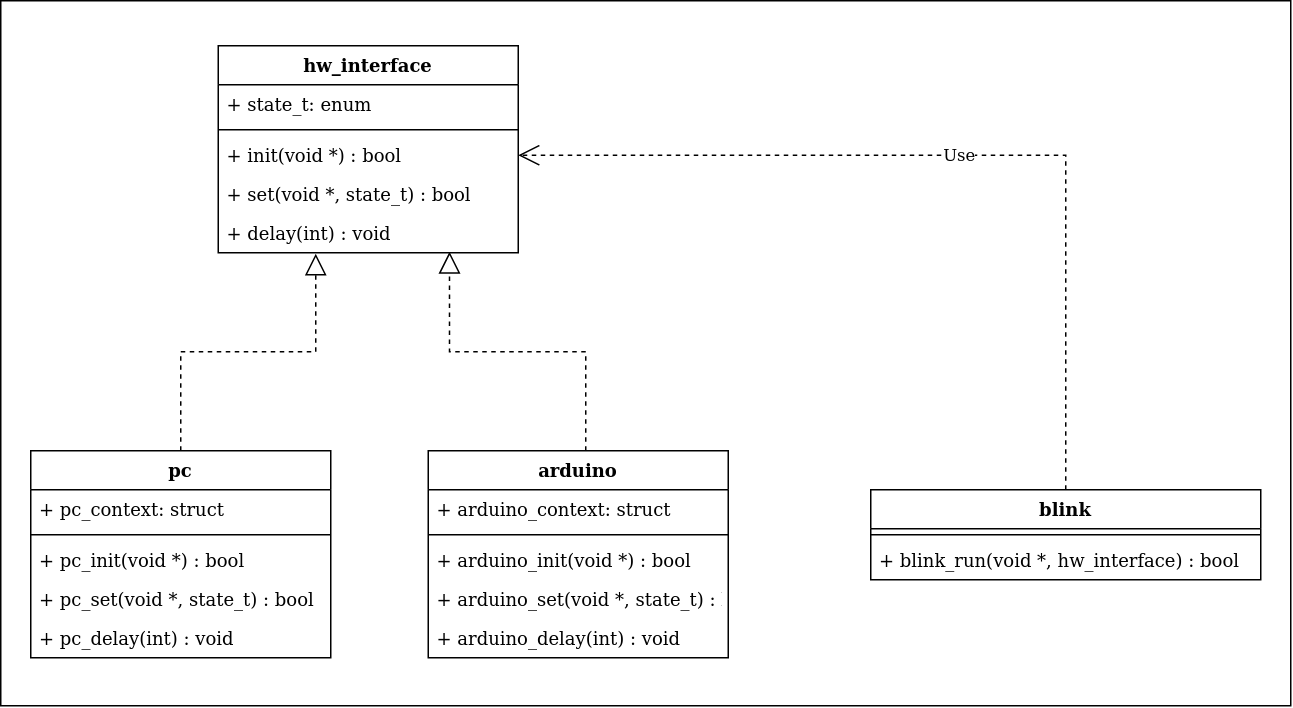 hw_interface
+ state_t: enum
+ init(void *) : bool
+ set(void *, state_t) : bool
+ delay(int) : void
Use
pc
+ pc_context: struct
+ pc_init(void *) : bool
+ pc_set(void *, state_t) : bool
+ pc_delay(int) : void
arduino
+ arduino_context: struct
+ arduino_init(void *) : bool
+ arduino_set(void *, state_t) :
+ arduino_delay(int) : void
blink
+ blink_run(void *, hw_interface) : bool